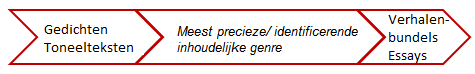 Gedichten
Toneelteksten
Meest precieze/ identificerende
inhoudelijke genre
Verhalen-
bundels
Essays